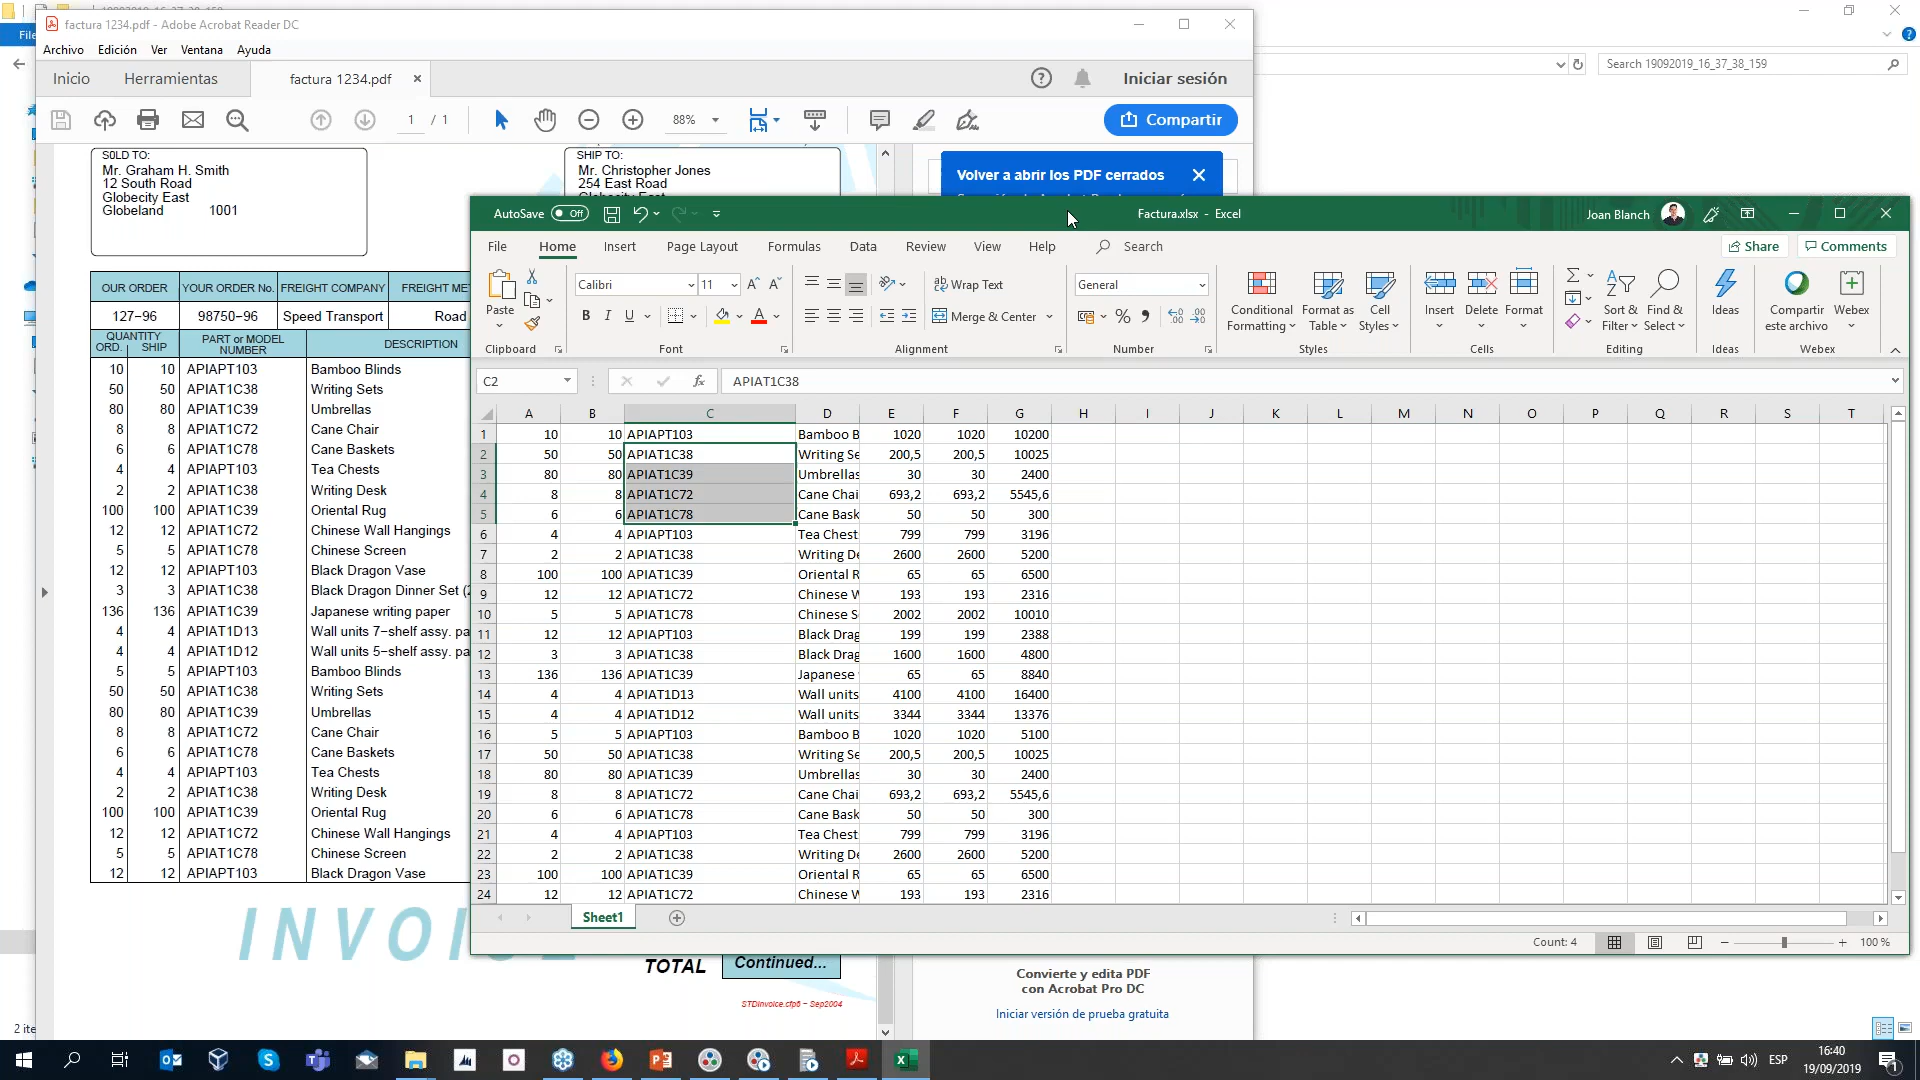 factura 1234.pdf - Adobe Acrobat Reader DC
File
Archivo Edición Ver Ventana Ayuda
Inicio Herramientas factura 1234.pdf × Iniciar sesión
Search 19092019_16_37_38_159
1 / 1 88% Compartir
SOLD TO:
Mr. Graham H. Smith
12 South Road
Globecity East
Globeland 1001
SHIP TO:
Mr. Christopher Jones
254 East Road
Volver a abrir los PDF cerrados
OUR ORDER YOUR ORDER No. FREIGHT COMPANY FREIGHT ME
127-96 98750-96 Speed Transport Road
QUANTITY
ORD. SHIP
PART or MODEL
NUMBER
DESCRIPTION
10 10 APIAPT103 Bamboo Blinds
50 50 APIAT1C38 Writing Sets
80 80 APIAT1C39 Umbrellas
8 8 APIAT1C72 Cane Chair
6 6 APIAT1C78 Cane Baskets
4 4 APIAPT103 Tea Chests
2 2 APIAT1C38 Writing Desk
100 100 APIAT1C39 Oriental Rug
12 12 APIAT1C72 Chinese Wall Hangings
5 5 APIAT1C78 Chinese Screen
12 12 APIAPT103 Black Dragon Vase
3 3 APIAT1C38 Black Dragon Dinner Set (2
136 136 APIAT1C39 Japanese writing paper
4 4 APIAT1D13 Wall units 7-shelf assy. pa
4 4 APIAT1D12 Wall units 5-shelf assy. pa
5 5 APIAPT103 Bamboo Blinds
50 50 APIAT1C38 Writing Sets
80 80 APIAT1C39 Umbrellas
8 8 APIAT1C72 Cane Chair
6 6 APIAT1C78 Cane Baskets
4 4 APIAPT103 Tea Chests
2 2 APIAT1C38 Writing Desk
100 100 APIAT1C39 Oriental Rug
12 12 APIAT1C72 Chinese Wall Hangings
5 5 APIAT1C78 Chinese Screen
12 12 APIAPT103 Black Dragon Vase
INVOI
TOTAL Continued...
STDInvoice.cfp6 - Sep2004
Convierte y edita PDF
con Acrobat Pro DC
Iniciar versión de prueba gratuita
AutoSave Off Factura.xlsx - Excel Joan Blanch
File Home Insert Page Layout Formulas Data Review View Help Search Share Comments
Calibri 11 Wrap Text General
Paste B I U Merge & Center %
Conditional Formatting Format as Table Cell Styles Insert Delete Format Sort & Filter Find & Select Ideas Compartir este archivo Webex
Clipboard Font Alignment Number Styles Cells Editing Ideas Webex
C2 fx APIAT1C38
A B C D E F G H I J K L M N O P Q R S T
1 10 10 APIAPT103 Bamboo B 1020 1020 10200
2 50 50 APIAT1C38 Writing Se 200,5 200,5 10025
3 80 80 APIAT1C39 Umbrellas 30 30 2400
4 8 8 APIAT1C72 Cane Chai 693,2 693,2 5545,6
5 6 6 APIAT1C78 Cane Bask 50 50 300
6 4 4 APIAPT103 Tea Chest 799 799 3196
7 2 2 APIAT1C38 Writing De 2600 2600 5200
8 100 100 APIAT1C39 Oriental R 65 65 6500
9 12 12 APIAT1C72 Chinese W 193 193 2316
10 5 5 APIAT1C78 Chinese S 2002 2002 10010
11 12 12 APIAPT103 Black Drag 199 199 2388
12 3 3 APIAT1C38 Black Drag 1600 1600 4800
13 136 136 APIAT1C39 Japanese 65 65 8840
14 4 4 APIAT1D13 Wall units 4100 4100 16400
15 4 4 APIAT1D12 Wall units 3344 3344 13376
16 5 5 APIAPT103 Bamboo B 1020 1020 5100
17 50 50 APIAT1C38 Writing Se 200,5 200,5 10025
18 80 80 APIAT1C39 Umbrellas 30 30 2400
19 8 8 APIAT1C72 Cane Chai 693,2 693,2 5545,6
20 6 6 APIAT1C78 Cane Bask 50 50 300
21 4 4 APIAPT103 Tea Chest 799 799 3196
22 2 2 APIAT1C38 Writing De 2600 2600 5200
23 100 100 APIAT1C39 Oriental R 65 65 6500
24 12 12 APIAT1C72 Chinese W 193 193 2316
Sheet1
Count: 4 100 %
2 ite
ESP 16:40
19/09/2019